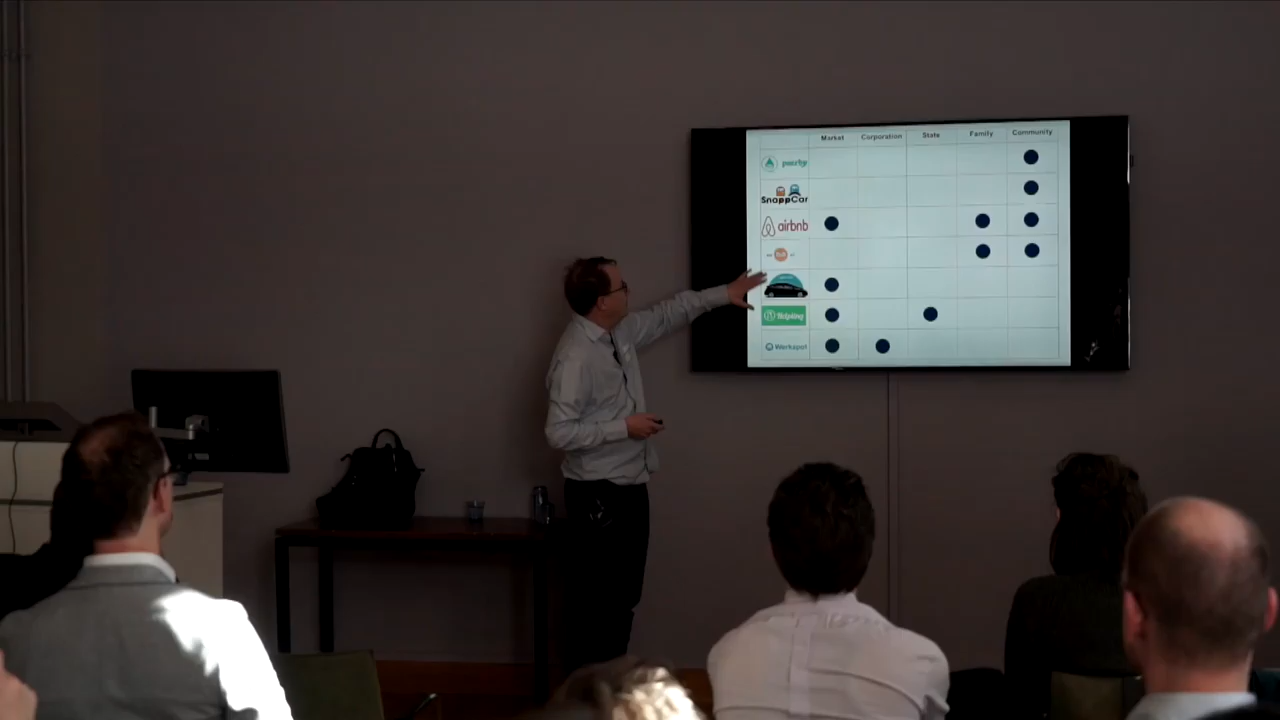 Market Corporation State Family Community
peerby
SnappCar
airbnb
Helpling
Werkspot